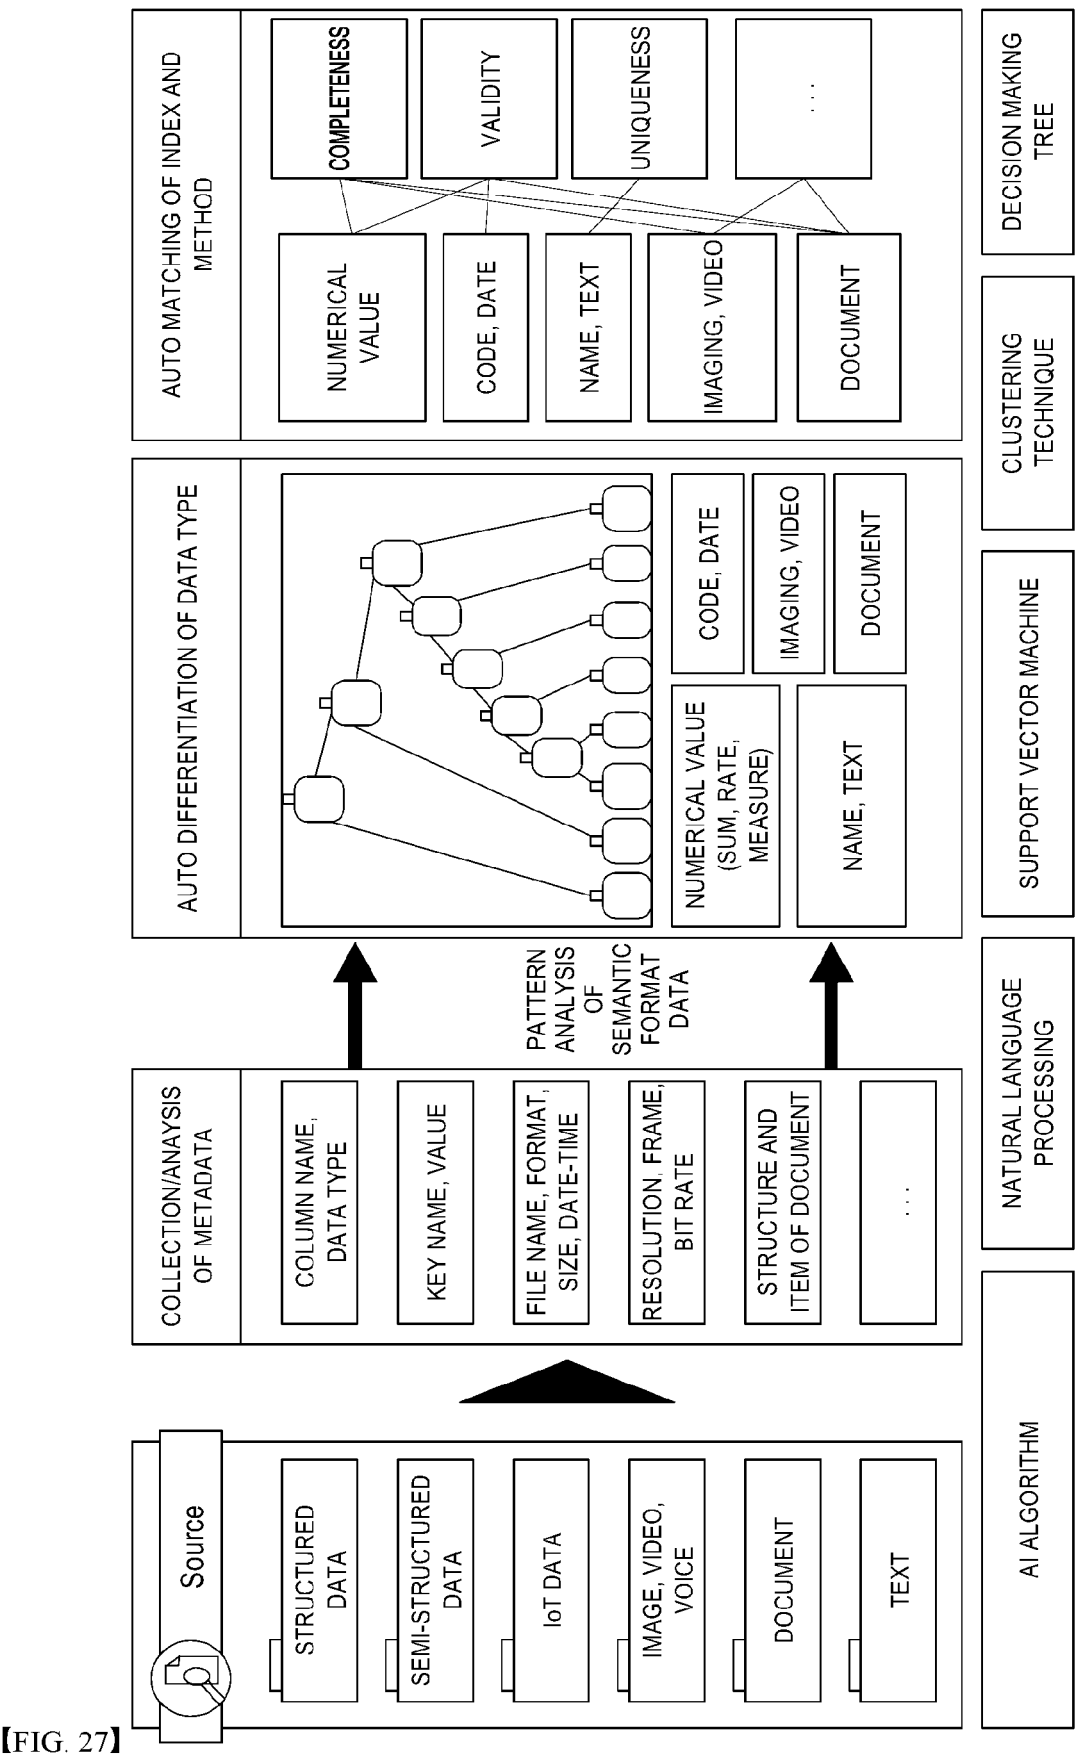 【FIG. 27】
Source
STRUCTURED
DATA
SEMI-STRUCTURED
DATA
IoT DATA
IMAGE, VIDEO,
VOICE
DOCUMENT
TEXT
COLLECTION/ANAYSIS
OF METADATA
COLUMN NAME,
DATA TYPE
KEY NAME, VALUE
FILE NAME, FORMAT,
SIZE, DATE-TIME
RESOLUTION, FRAME,
BIT RATE
STRUCTURE AND
ITEM OF DOCUMENT
. . .
PATTERN
ANALYSIS
OF
SEMANTIC
FORMAT
DATA
AUTO DIFFERENTIATION OF DATA TYPE
NUMERICAL VALUE
(SUM, RATE,
MEASURE)
CODE, DATE
IMAGING, VIDEO
NAME, TEXT
DOCUMENT
AUTO MATCHING OF INDEX AND
METHOD
COMPLETENESS
VALIDITY
UNIQUENESS
. . .
NUMERICAL
VALUE
CODE, DATE
NAME, TEXT
IMAGING, VIDEO
DOCUMENT
AI ALGORITHM
NATURAL LANGUAGE
PROCESSING
SUPPORT VECTOR MACHINE
CLUSTERING
TECHNIQUE
DECISION MAKING
TREE